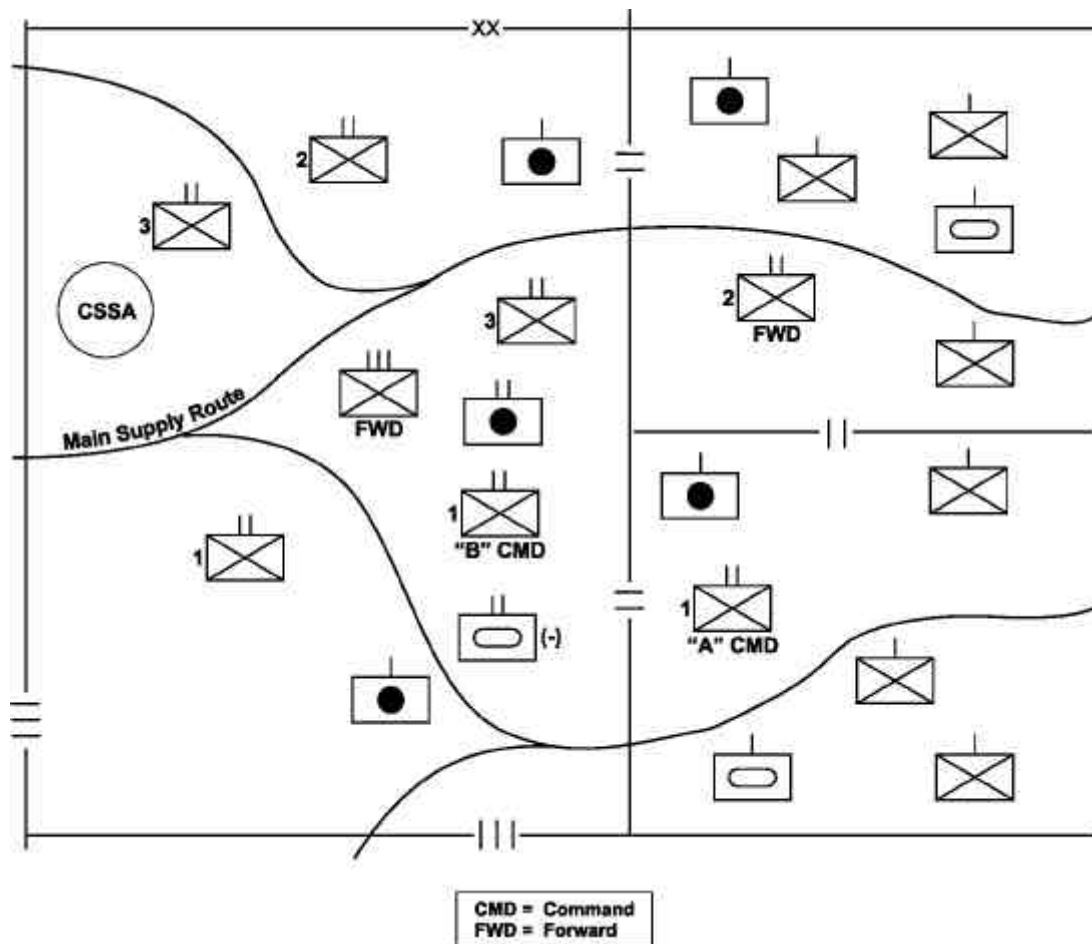 XX
2
3
CSSA
3
2
FWD
FWD
Main Supply Route
1
"B" CMD
1
1
"A" CMD
(-)
CMD = Command
FWD = Forward